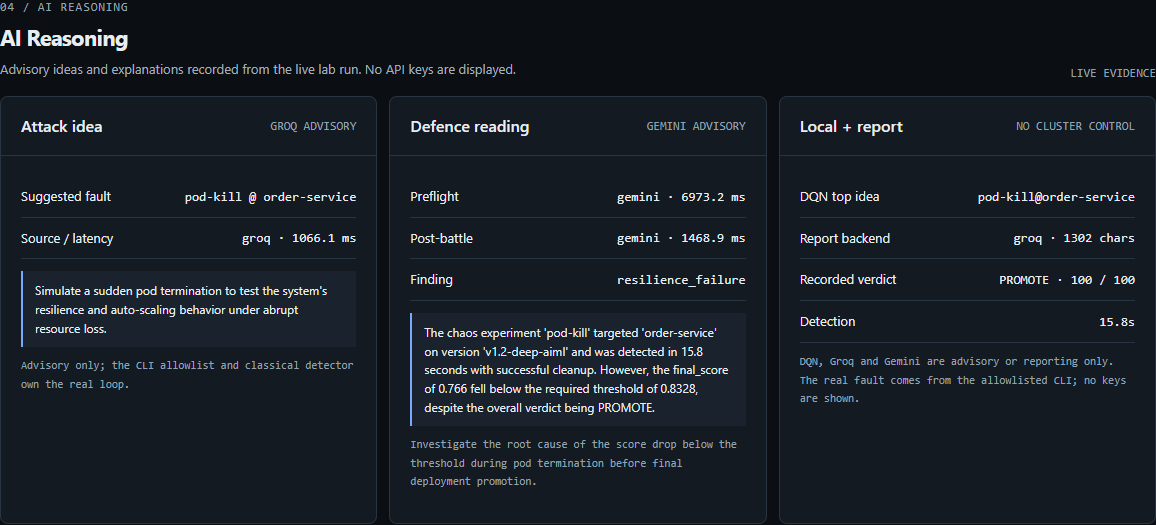 04 / AI REASONING
AI Reasoning
Advisory ideas and explanations recorded from the live lab run. No API keys are displayed.
LIVE EVIDENCE
Attack idea
GROQ ADVISORY
Suggested fault
pod-kill @ order-service
Source / latency
groq · 1066.1 ms
Simulate a sudden pod termination to test the system's
resilience and auto-scaling behavior under abrupt
resource loss.
Advisory only; the CLI allowlist and classical detector
own the real loop.
Defence reading
GEMINI ADVISORY
Preflight
gemini · 6973.2 ms
Post-battle
gemini · 1468.9 ms
Finding
resilience_failure
The chaos experiment 'pod-kill' targeted 'order-service'
on version 'v1.2-deep-aiml' and was detected in 15.8
seconds with successful cleanup. However, the final_score
of 0.766 fell below the required threshold of 0.8328,
despite the overall verdict being PROMOTE.
Investigate the root cause of the score drop below the
threshold during pod termination before final
deployment promotion.
Local + report
NO CLUSTER CONTROL
DQN top idea
pod-kill@order-service
Report backend
groq · 1302 chars
Recorded verdict
PROMOTE · 100 / 100
Detection
15.8s
DQN, Groq and Gemini are advisory or reporting only.
The real fault comes from the allowlisted CLI; no keys
are shown.